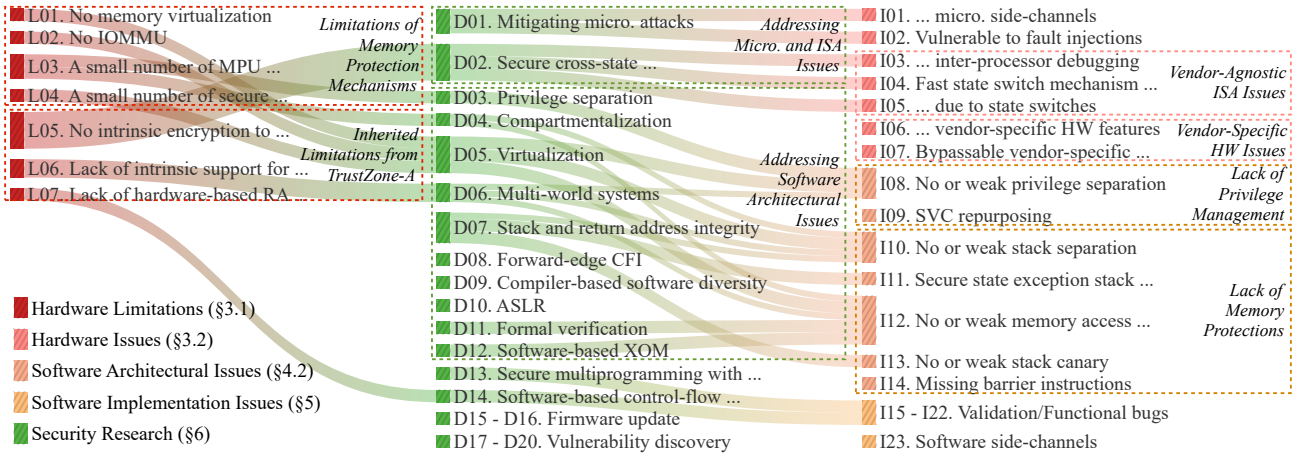 L01. No memory virtualization
L02. No IOMMU
L03. A small number of MPU ...
L04. A small number of secure ...
Limitations of
Memory
Protection
Mechanisms
L05. No intrinsic encryption to ...
L06. Lack of intrinsic support for ...
L07. Lack of hardware-based RA...
Inherited
Limitations from
TrustZone-A
Hardware Limitations (§3.1)
Hardware Issues (§3.2)
Software Architectural Issues (§4.2)
Software Implementation Issues (§5)
Security Research (§6)
D01. Mitigating micro. attacks
D02. Secure cross-state ...
Addressing
Micro. and ISA
Issues
D03. Privilege separation
D04. Compartmentalization
D05. Virtualization
D06. Multi-world systems
D07. Stack and return address integrity
D08. Forward-edge CFI
D09. Compiler-based software diversity
D10. ASLR
D11. Formal verification
D12. Software-based XOM
Addressing
Software
Architectural
Issues
D13. Secure multiprogramming with ...
D14. Software-based control-flow ...
D15 - D16. Firmware update
D17 - D20. Vulnerability discovery
I01. ... micro. side-channels
I02. Vulnerable to fault injections
I03. ... inter-processor debugging
I04. Fast state switch mechanism ...
I05. ... due to state switches
Vendor-Agnostic
ISA Issues
I06. ... vendor-specific HW features
I07. Bypassable vendor-specific ...
Vendor-Specific
HW Issues
I08. No or weak privilege separation
I09. SVC repurposing
Lack of
Privilege
Management
I10. No or weak stack separation
I11. Secure state exception stack ...
I12. No or weak memory access ...
I13. No or weak stack canary
I14. Missing barrier instructions
Lack of
Memory
Protections
I15 - I22. Validation/Functional bugs
I23. Software side-channels